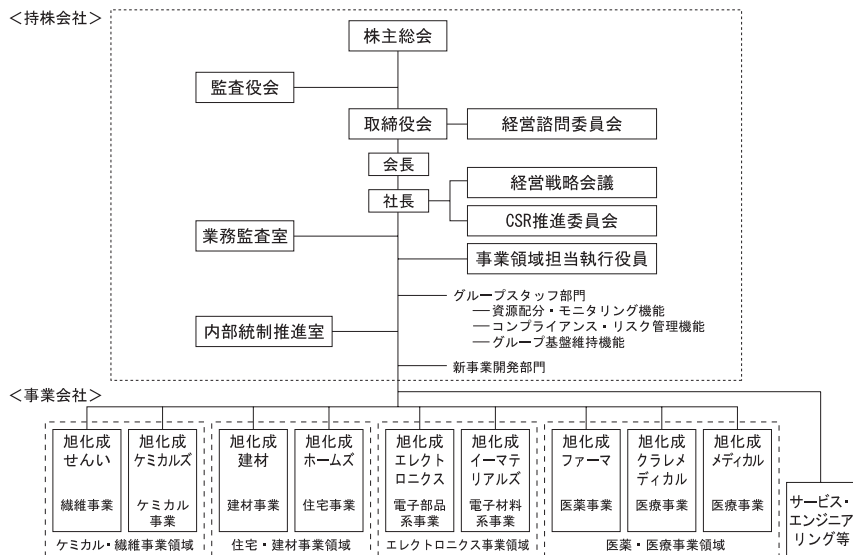 ＜持株会社＞
株主総会
監査役会
取締役会
経営諮問委員会
会長
社長
経営戦略会議
CSR推進委員会
業務監査室
事業領域担当執行役員
グループスタッフ部門
資源配分・モニタリング機能
コンプライアンス・リスク管理機能
グループ基盤維持機能
内部統制推進室
新事業開発部門
＜事業会社＞
旭化成
せんい
繊維事業
旭化成
ケミカルズ
ケミカル
事業
ケミカル・繊維事業領域
旭化成
建材
建材事業
旭化成
ホームズ
住宅事業
住宅・建材事業領域
旭化成
エレクト
ロニクス
電子部品
系事業
旭化成
イーマテ
リアルズ
電子材料
系事業
エレクトロニクス事業領域
旭化成
ファーマ
医薬事業
旭化成
クラレメ
ディカル
医療事業
旭化成
メディカル
医療事業
医薬・医療事業領域
サービス・
エンジニア
リング等